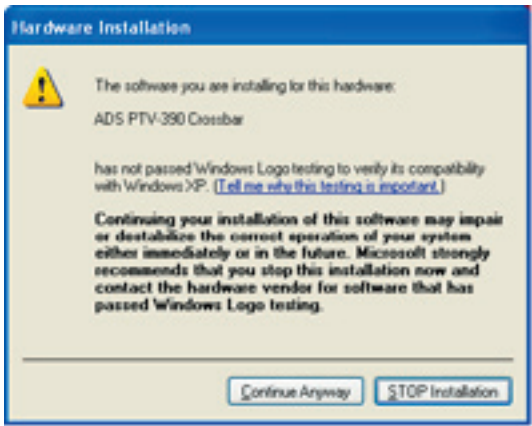 Hardware Installation
The software you are installing for this hardware:
ADS PTV-390 Crossbar
has not passed Windows Logo testing to verify its compatibility
with Windows XP. (Tell me why this testing is important.)
Continuing your installation of this software may impair
or destabilize the correct operation of your system
either immediately or in the future. Microsoft strongly
recommends that you stop this installation now and
contact the hardware vendor for software that has
passed Windows Logo testing.
Continue Anyway
STOP Installation